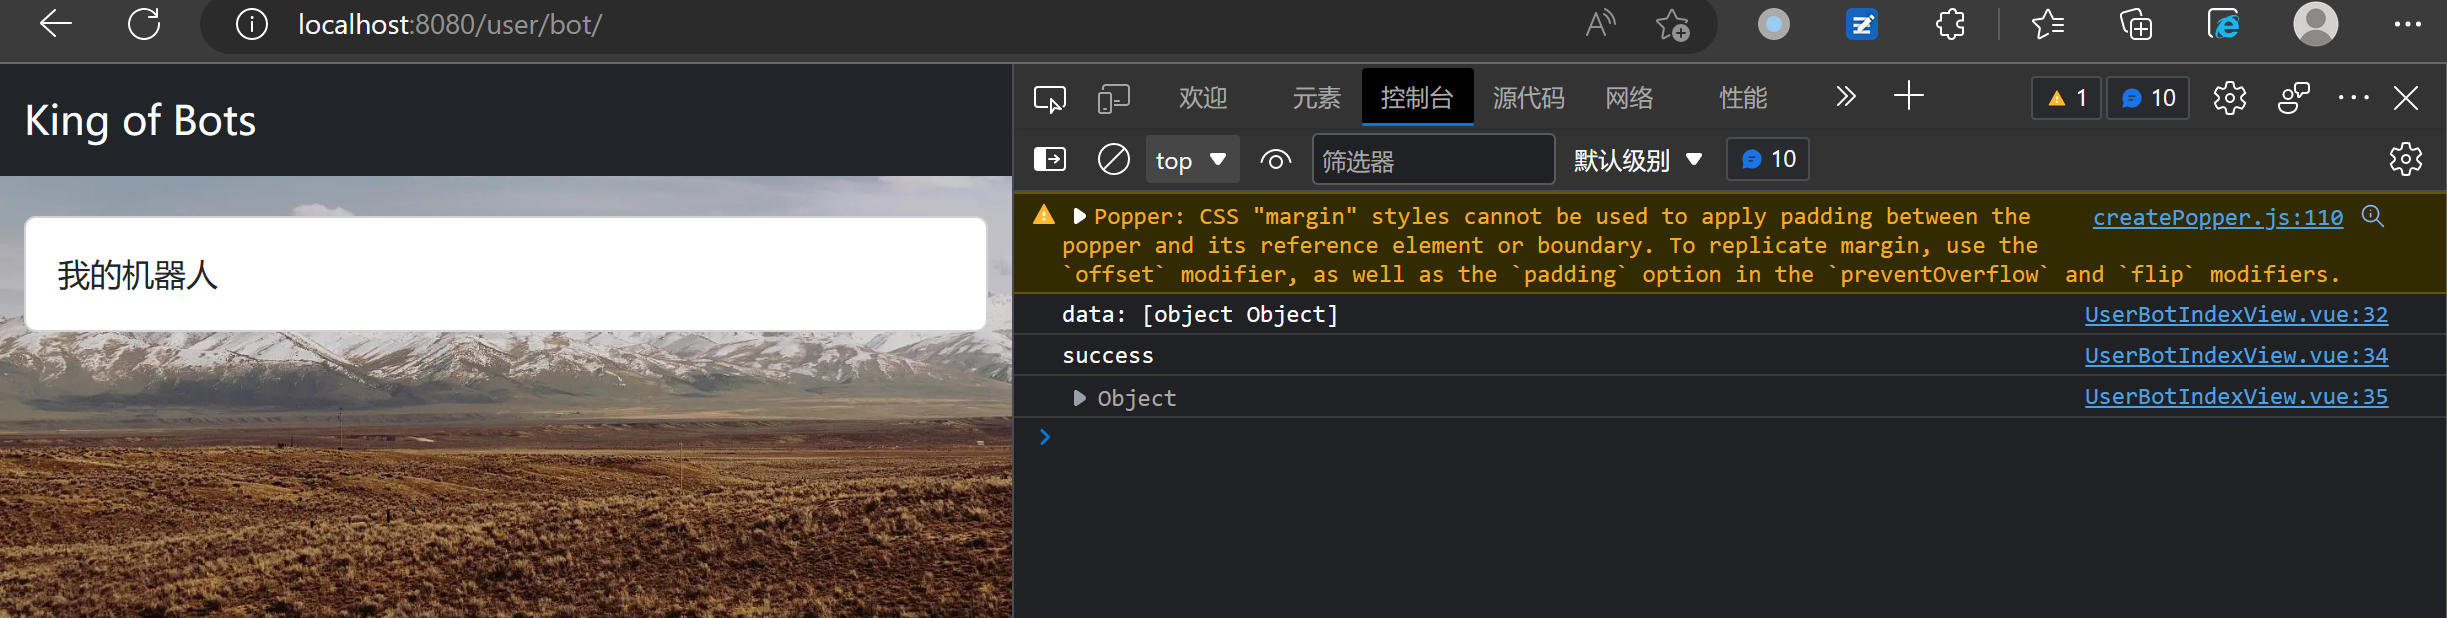 localhost:8080/user/bot/
King of Bots
我的机器人
欢迎 元素 控制台 源代码 网络 性能 1 10
top 筛选器 默认级别 10
Popper: CSS "margin" styles cannot be used to apply padding between the createPopper.js:110
popper and its reference element or boundary. To replicate margin, use the
`offset` modifier, as well as the `padding` option in the `preventOverflow` and `flip` modifiers.
data: [object Object] UserBotIndexView.vue:32
success UserBotIndexView.vue:34
Object UserBotIndexView.vue:35